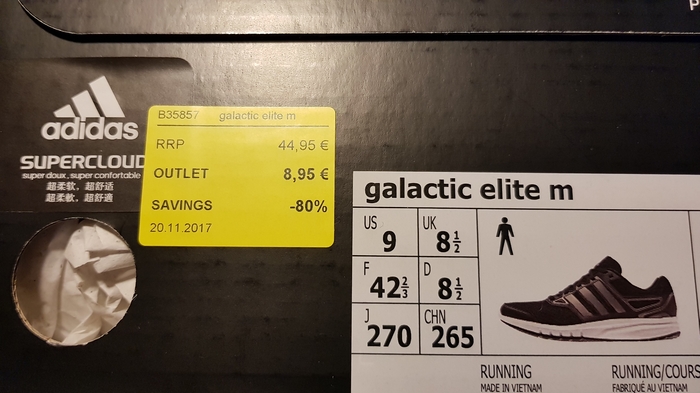 P
adidas
SUPERCLOUD
super doux, super confortable
超柔软，超舒适
超柔軟，超舒適
B35857 galactic elite m
RRP 44,95 €
OUTLET 8,95 €
SAVINGS -80%
20.11.2017
galactic elite m
US 9 UK 8½
F 42⅔ D 8½
J 270 CHN 265
RUNNING RUNNING/COURS
MADE IN VIETNAM FABRIQUÉ AU VIETNAM